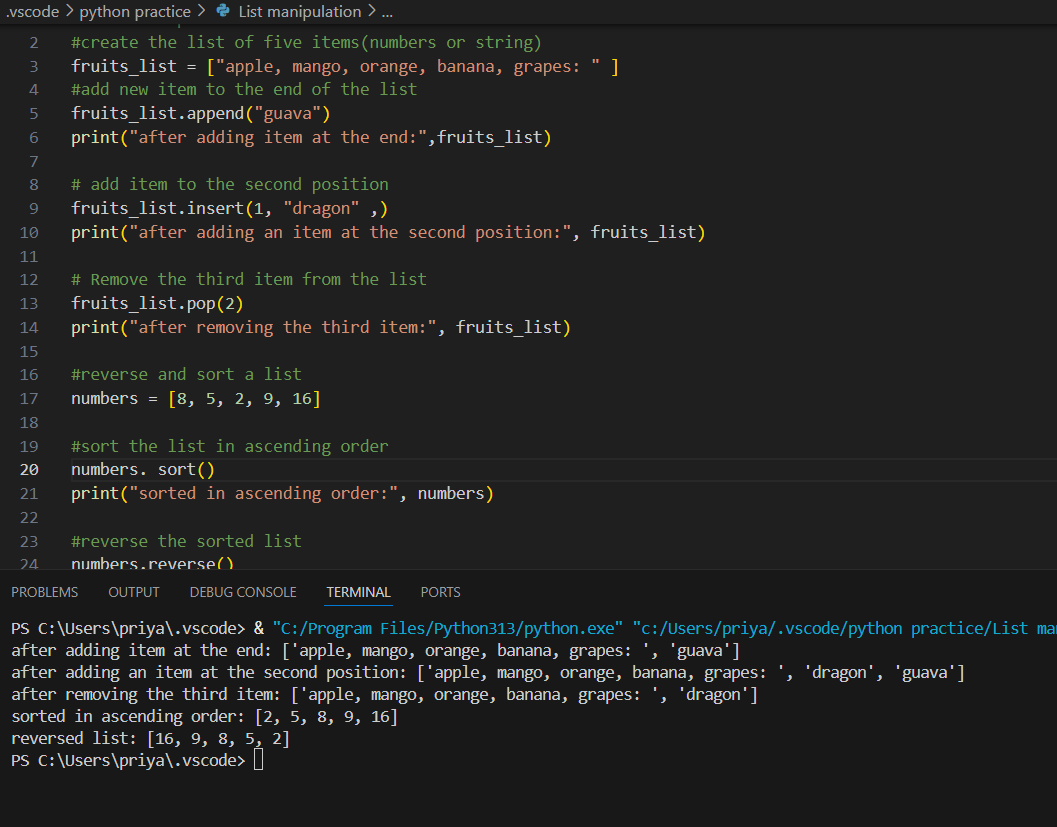 .vscode > python practice > List manipulation > ...
2 #create the list of five items(numbers or string)
3 fruits_list = ["apple, mango, orange, banana, grapes: " ]
4 #add new item to the end of the list
5 fruits_list.append("guava")
6 print("after adding item at the end:",fruits_list)
7
8 # add item to the second position
9 fruits_list.insert(1, "dragon" ,)
10 print("after adding an item at the second position:", fruits_list)
11
12 # Remove the third item from the list
13 fruits_list.pop(2)
14 print("after removing the third item:", fruits_list)
15
16 #reverse and sort a list
17 numbers = [8, 5, 2, 9, 16]
18
19 #sort the list in ascending order
20 numbers. sort()
21 print("sorted in ascending order:", numbers)
22
23 #reverse the sorted list
24 numbers.reverse()
PROBLEMS OUTPUT DEBUG CONSOLE TERMINAL PORTS
PS C:\Users\priya\.vscode> & "C:/Program Files/Python313/python.exe" "c:/Users/priya/.vscode/python practice/List ma
after adding item at the end: ['apple, mango, orange, banana, grapes: ', 'guava']
after adding an item at the second position: ['apple, mango, orange, banana, grapes: ', 'dragon', 'guava']
after removing the third item: ['apple, mango, orange, banana, grapes: ', 'dragon']
sorted in ascending order: [2, 5, 8, 9, 16]
reversed list: [16, 9, 8, 5, 2]
PS C:\Users\priya\.vscode>